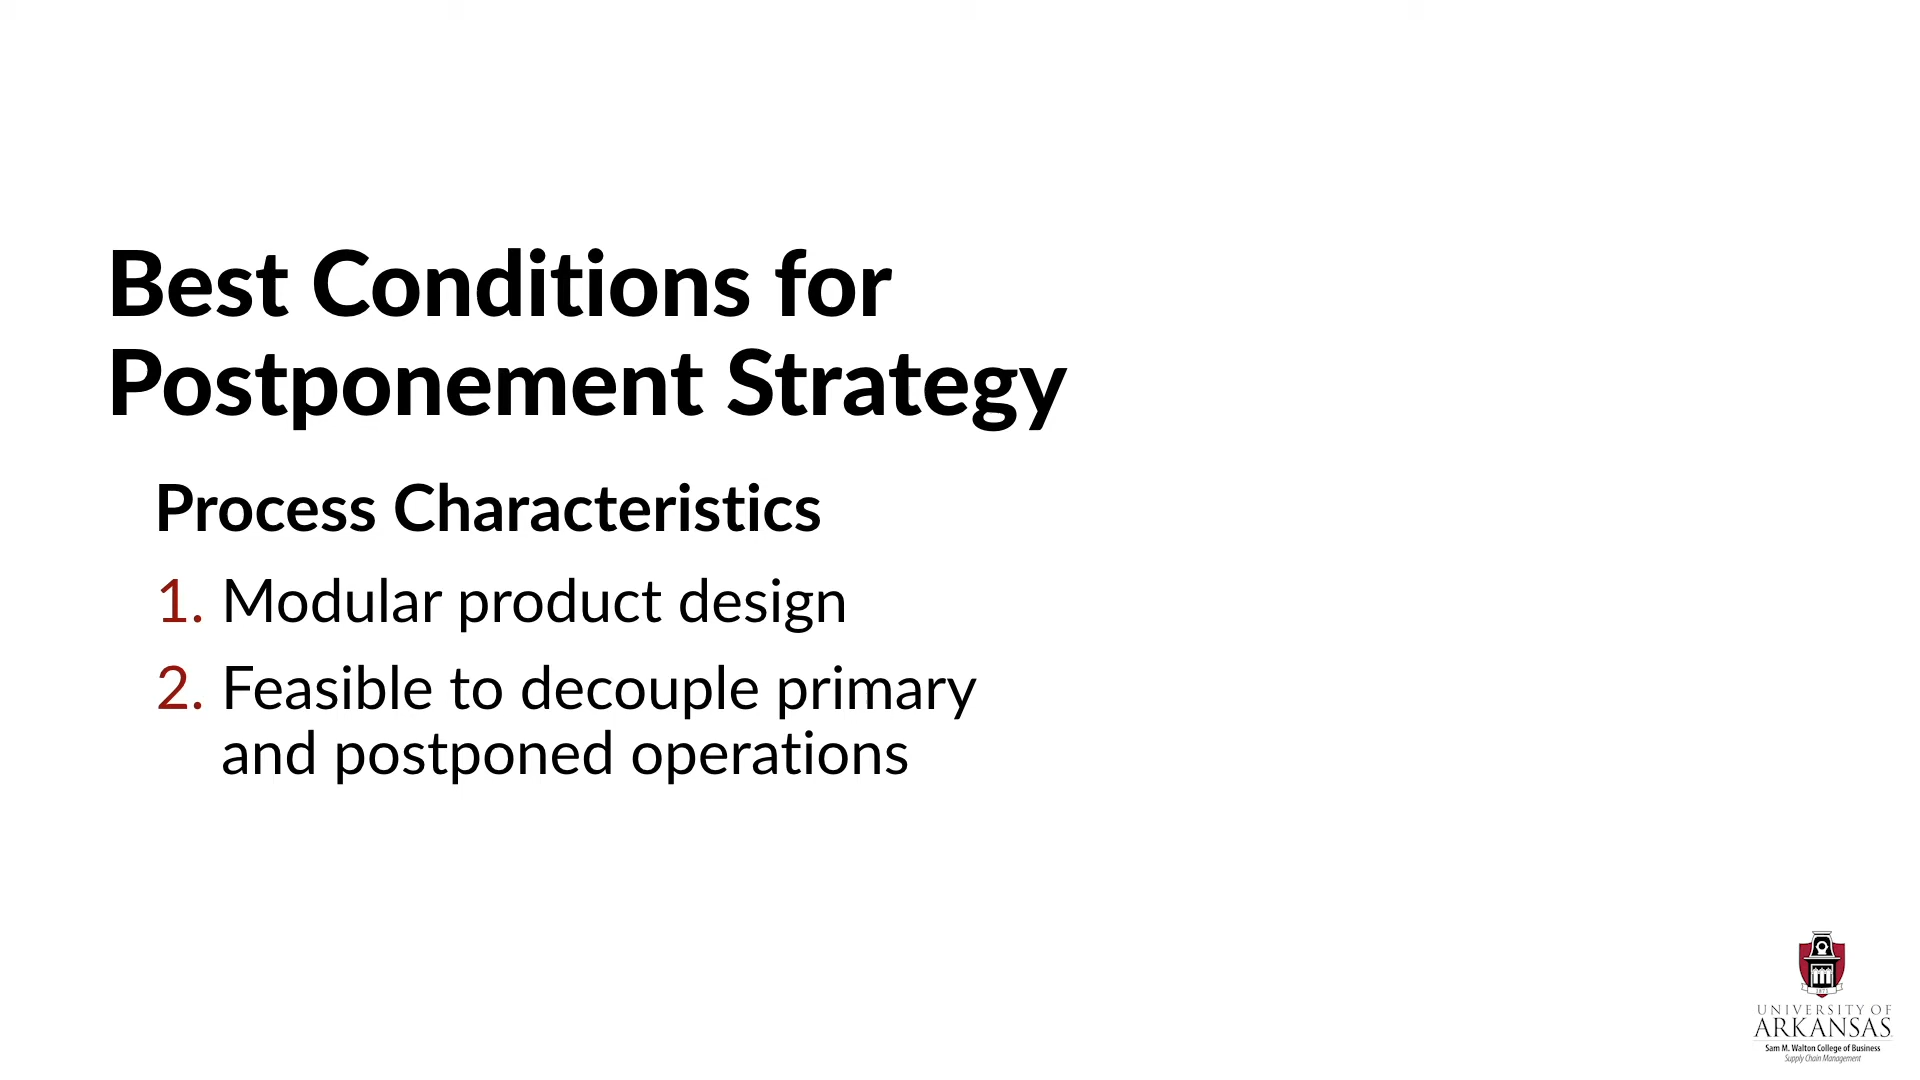 Best Conditions for
Postponement Strategy
Process Characteristics
1. Modular product design
2. Feasible to decouple primary
and postponed operations
1871
UNIVERSITY OF
ARKANSAS
Sam M. Walton College of Business
Supply Chain Management